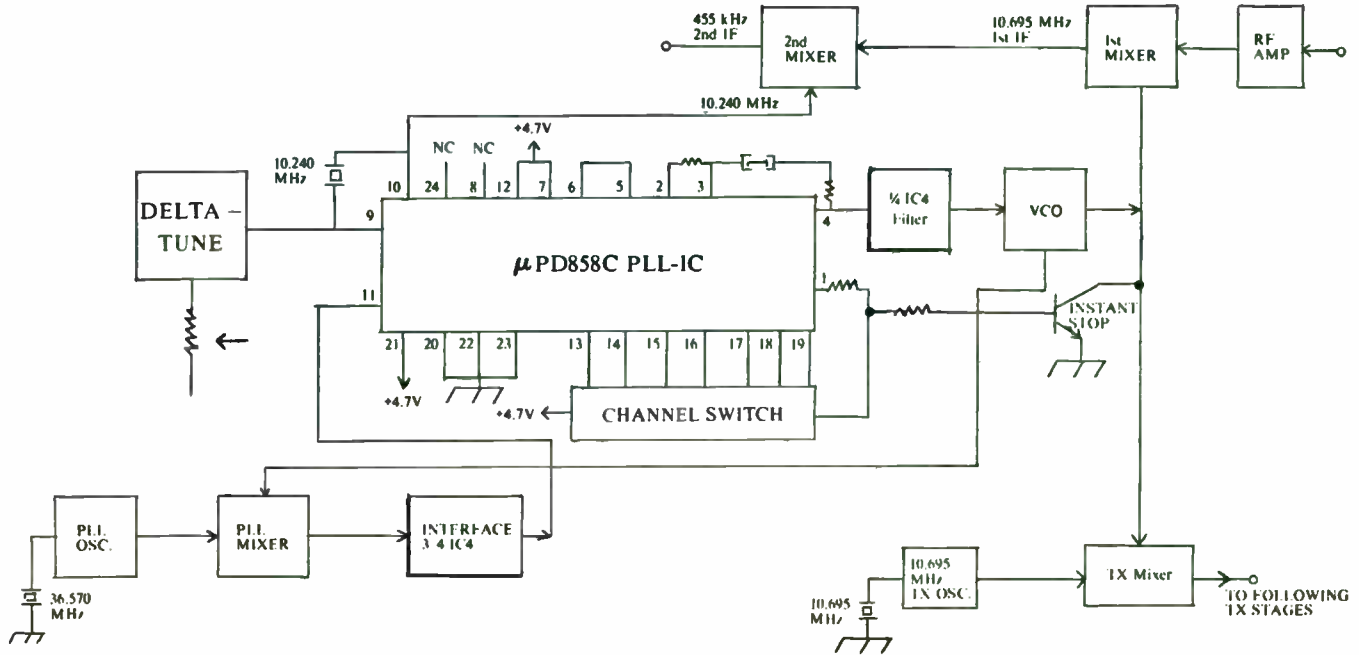 455 kHz
2nd IF
2nd
MIXER
10.695 MHz
1st IF
1st
MIXER
RF
AMP
10.240 MHz
+4.7V
NC
NC
10.240
MHz
10
24
8
12
7
6
5
2
3
DELTA-
TUNE
9
4
¼ IC4
Filter
VCO
μPD858C PLL-IC
11
1
INSTANT
STOP
21
20
22
23
13
14
15
16
17
18
19
+4.7V
+4.7V
CHANNEL SWITCH
PLL
OSC.
PLL
MIXER
INTERFACE
3/4 IC4
10.695
MHz
TX OSC.
TX Mixer
36.570
MHz
10.695
MHz
TO FOLLOWING
TX STAGES